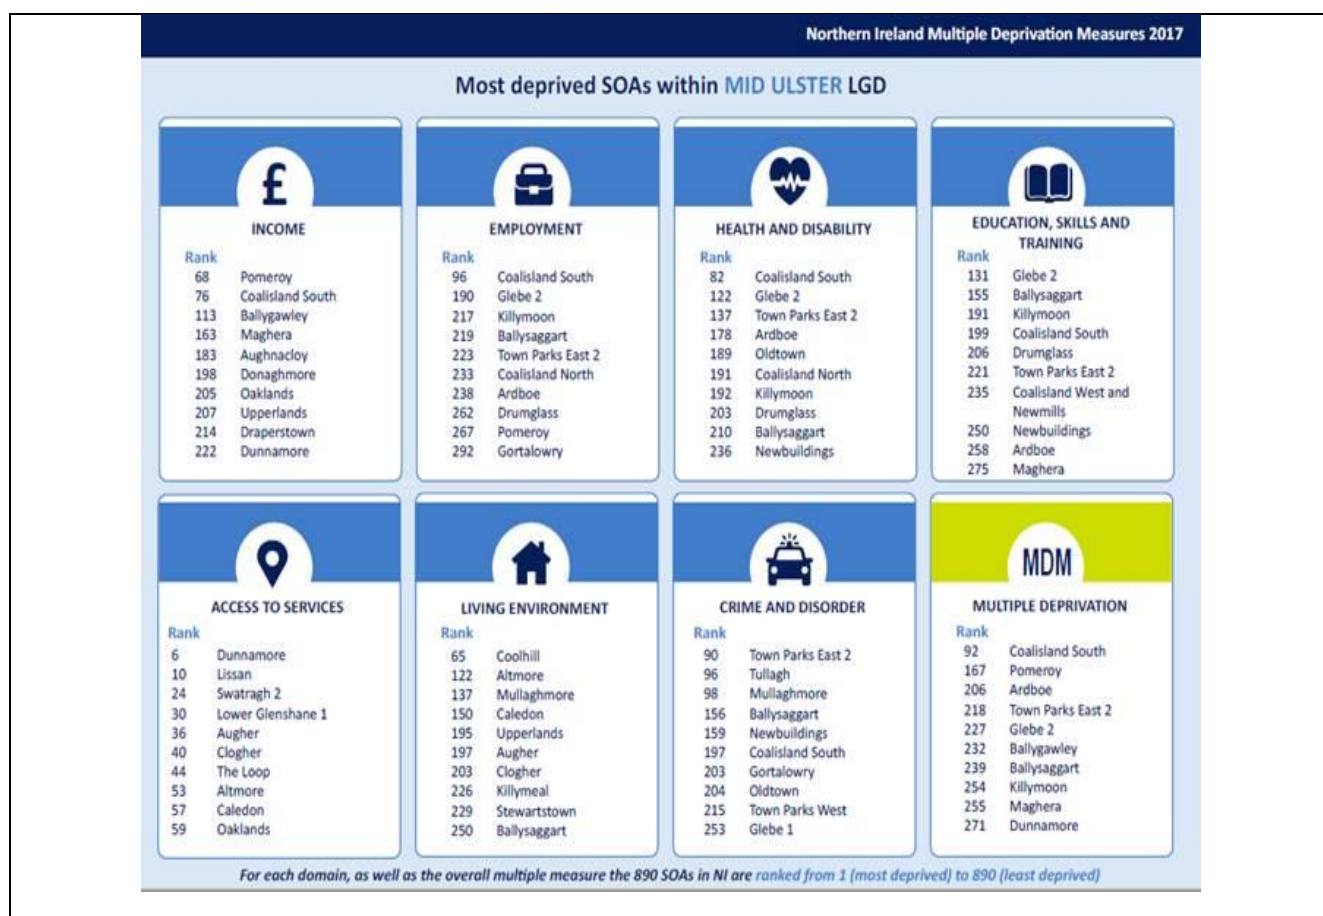 Northern Ireland Multiple Deprivation Measures 2017
Most deprived SOAs within MID ULSTER LGD
£
INCOME
Rank
68 Pomeroy
76 Coalisland South
113 Ballygawley
163 Maghera
183 Aughnacloy
198 Donaghmore
205 Oaklands
207 Upperlands
214 Draperstown
222 Dunnamore
EMPLOYMENT
Rank
96 Coalisland South
190 Glebe 2
217 Killymoon
219 Ballysaggart
223 Town Parks East 2
233 Coalisland North
238 Ardboe
262 Drumglass
267 Pomeroy
292 Gortalowry
HEALTH AND DISABILITY
Rank
82 Coalisland South
122 Glebe 2
137 Town Parks East 2
178 Ardboe
189 Oldtown
191 Coalisland North
192 Killymoon
203 Drumglass
210 Ballysaggart
236 Newbuildings
EDUCATION, SKILLS AND
TRAINING
Rank
131 Glebe 2
155 Ballysaggart
191 Killymoon
199 Coalisland South
206 Drumglass
221 Town Parks East 2
235 Coalisland West and
Newmills
250 Newbuildings
258 Ardboe
275 Maghera
ACCESS TO SERVICES
Rank
6 Dunnamore
10 Lissan
24 Swatragh 2
30 Lower Glenshane 1
36 Augher
40 Clogher
44 The Loop
53 Altmore
57 Caledon
59 Oaklands
LIVING ENVIRONMENT
Rank
65 Coolhill
122 Altmore
137 Mullaghmore
150 Caledon
195 Upperlands
197 Augher
203 Clogher
226 Killymeal
229 Stewartstown
250 Ballysaggart
CRIME AND DISORDER
Rank
90 Town Parks East 2
96 Tullagh
98 Mullaghmore
156 Ballysaggart
159 Newbuildings
197 Coalisland South
203 Gortalowry
204 Oldtown
215 Town Parks West
253 Glebe 1
MDM
MULTIPLE DEPRIVATION
Rank
92 Coalisland South
167 Pomeroy
206 Ardboe
218 Town Parks East 2
227 Glebe 2
232 Ballygawley
239 Ballysaggart
254 Killymoon
255 Maghera
271 Dunnamore
For each domain, as well as the overall multiple measure the 890 SOAs in NI are ranked from 1 (most deprived) to 890 (least deprived)